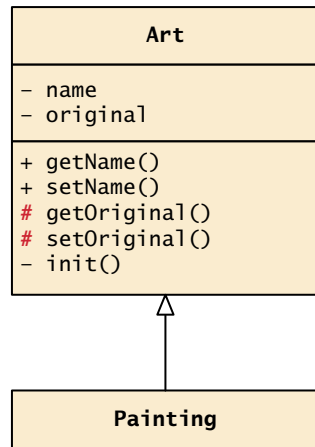 Art
– name
– original
+ getName()
+ setName()
# getOriginal()
# setOriginal()
– init()
Painting